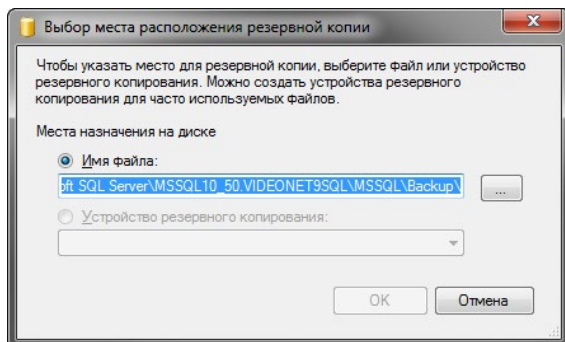 Выбор места расположения резервной копии
Чтобы указать место для резервной копии, выберите файл или устройство
резервного копирования. Можно создать устройства резервного
копирования для часто используемых файлов.
Места назначения на диске
Имя файла:
oft SQL Server\MSSQL10_50.VIDEONET9SQL\MSSQL\Backup\
...
Устройство резервного копирования:
OK
Отмена